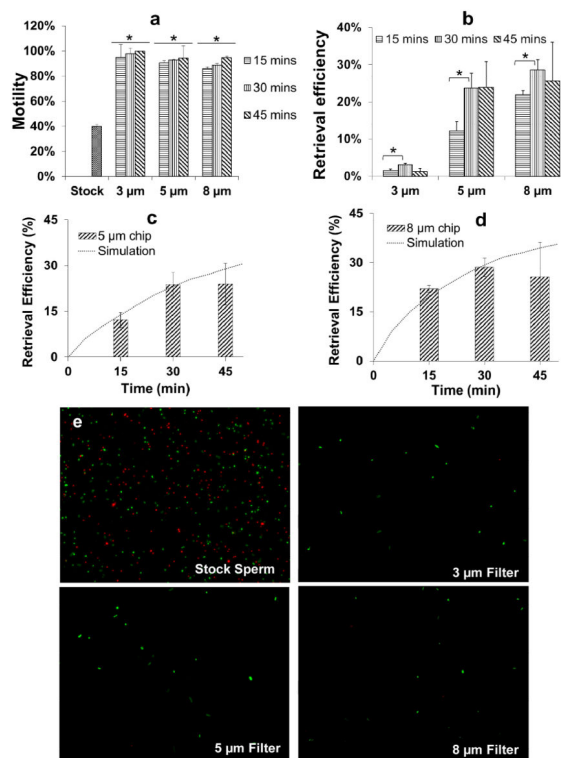 a
120%
100%
80%
60%
40%
20%
0%
Motility
*
*
*
15 mins
30 mins
45 mins
Stock
3 µm
5 µm
8 µm
b
40%
30%
20%
10%
0%
Retrieval efficiency
15 mins
30 mins
45 mins
*
*
*
3 µm
5 µm
8 µm
c
45
30
15
0
Retrieval Efficiency (%)
5 µm chip
Simulation
0
15
30
45
Time (min)
d
45
30
15
0
Retrieval Efficiency (%)
8 µm chip
Simulation
0
15
30
45
Time (min)
e
Stock Sperm
3 µm Filter
5 µm Filter
8 µm Filter